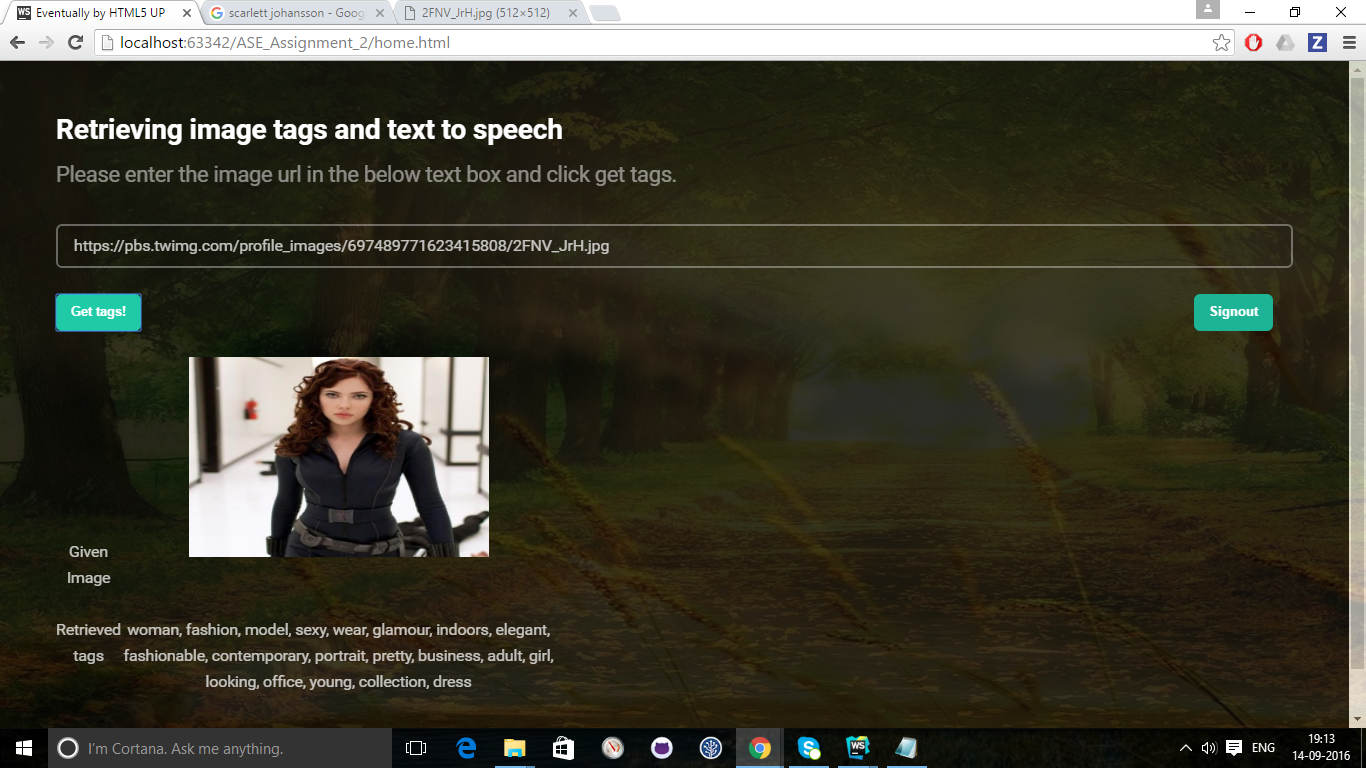 Eventually by HTML5 UP
scarlett johansson - Goog
2FNV_JrH.jpg (512×512)
localhost:63342/ASE_Assignment_2/home.html
Z
Retrieving image tags and text to speech
Please enter the image url in the below text box and click get tags.
https://pbs.twimg.com/profile_images/697489771623415808/2FNV_JrH.jpg
Get tags!
Signout
Given
Image
Retrieved woman, fashion, model, sexy, wear, glamour, indoors, elegant,
tags fashionable, contemporary, portrait, pretty, business, adult, girl,
looking, office, young, collection, dress
I'm Cortana. Ask me anything.
WS
ENG
19:13
14-09-2016